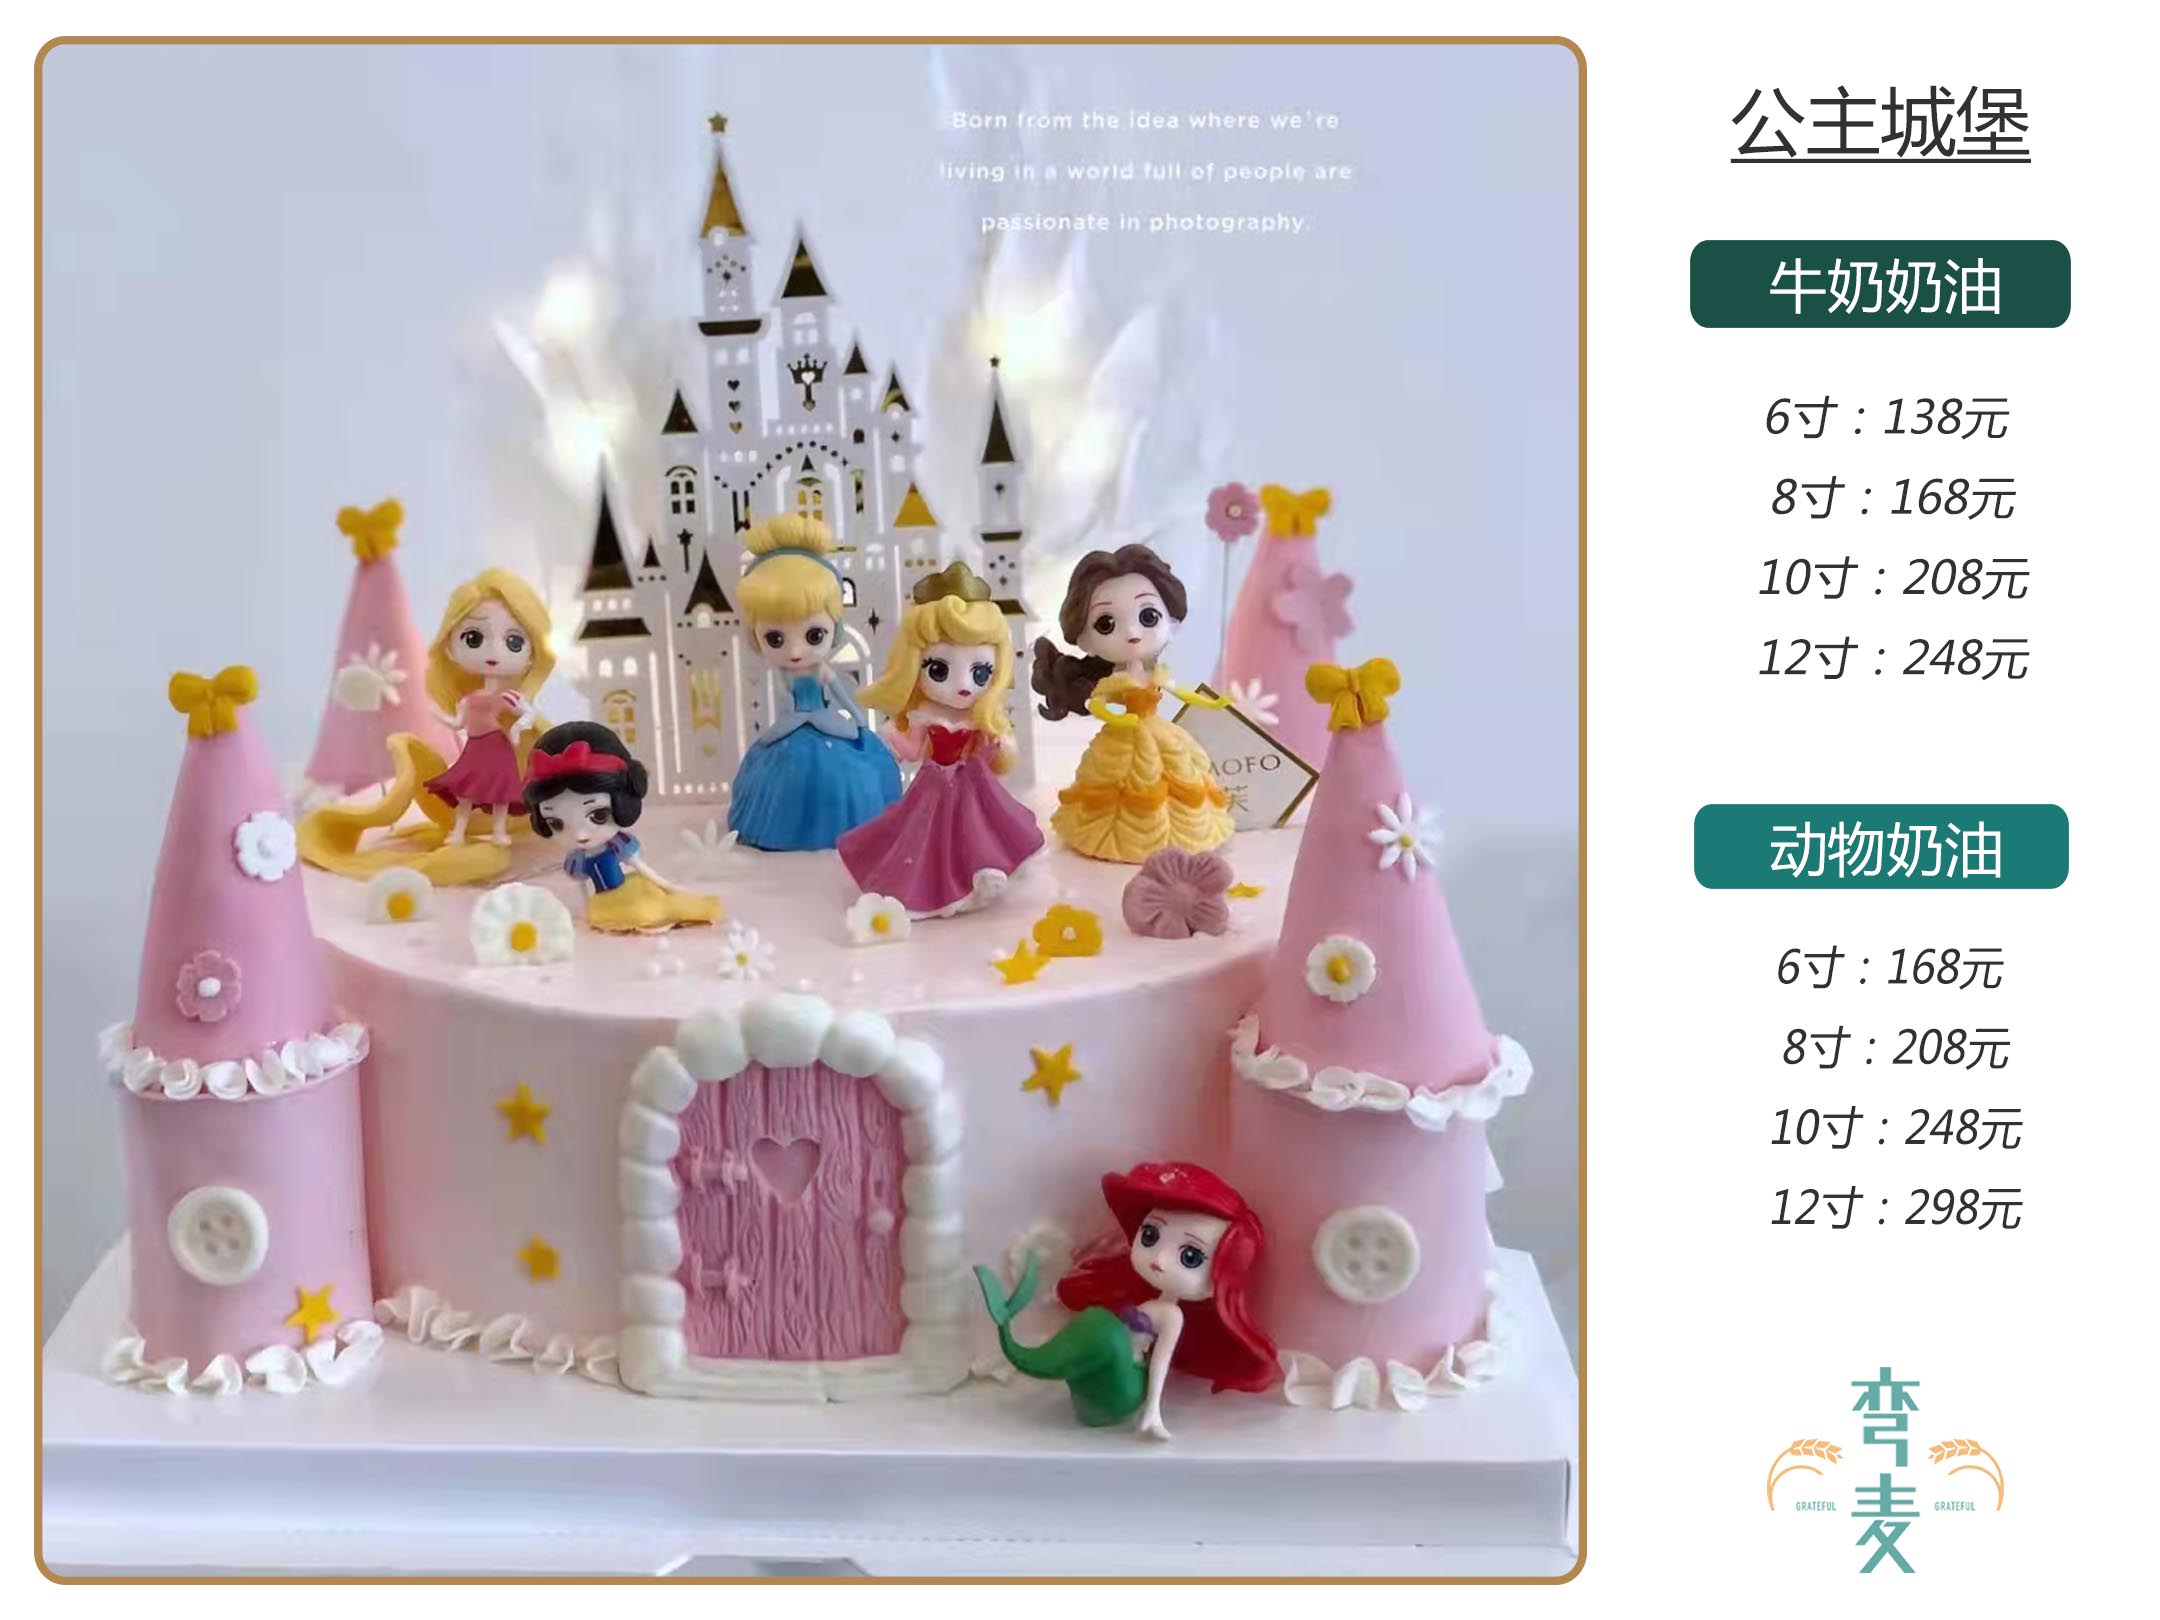 Born from the idea where we're
living in a world full of people are
passionate in photography.
AOFO
芙
公主城堡
牛奶奶油
6寸：138元
8寸：168元
10寸：208元
12寸：248元
动物奶油
6寸：168元
8寸：208元
10寸：248元
12寸：298元
弯麦
GRATEFUL GRATEFUL